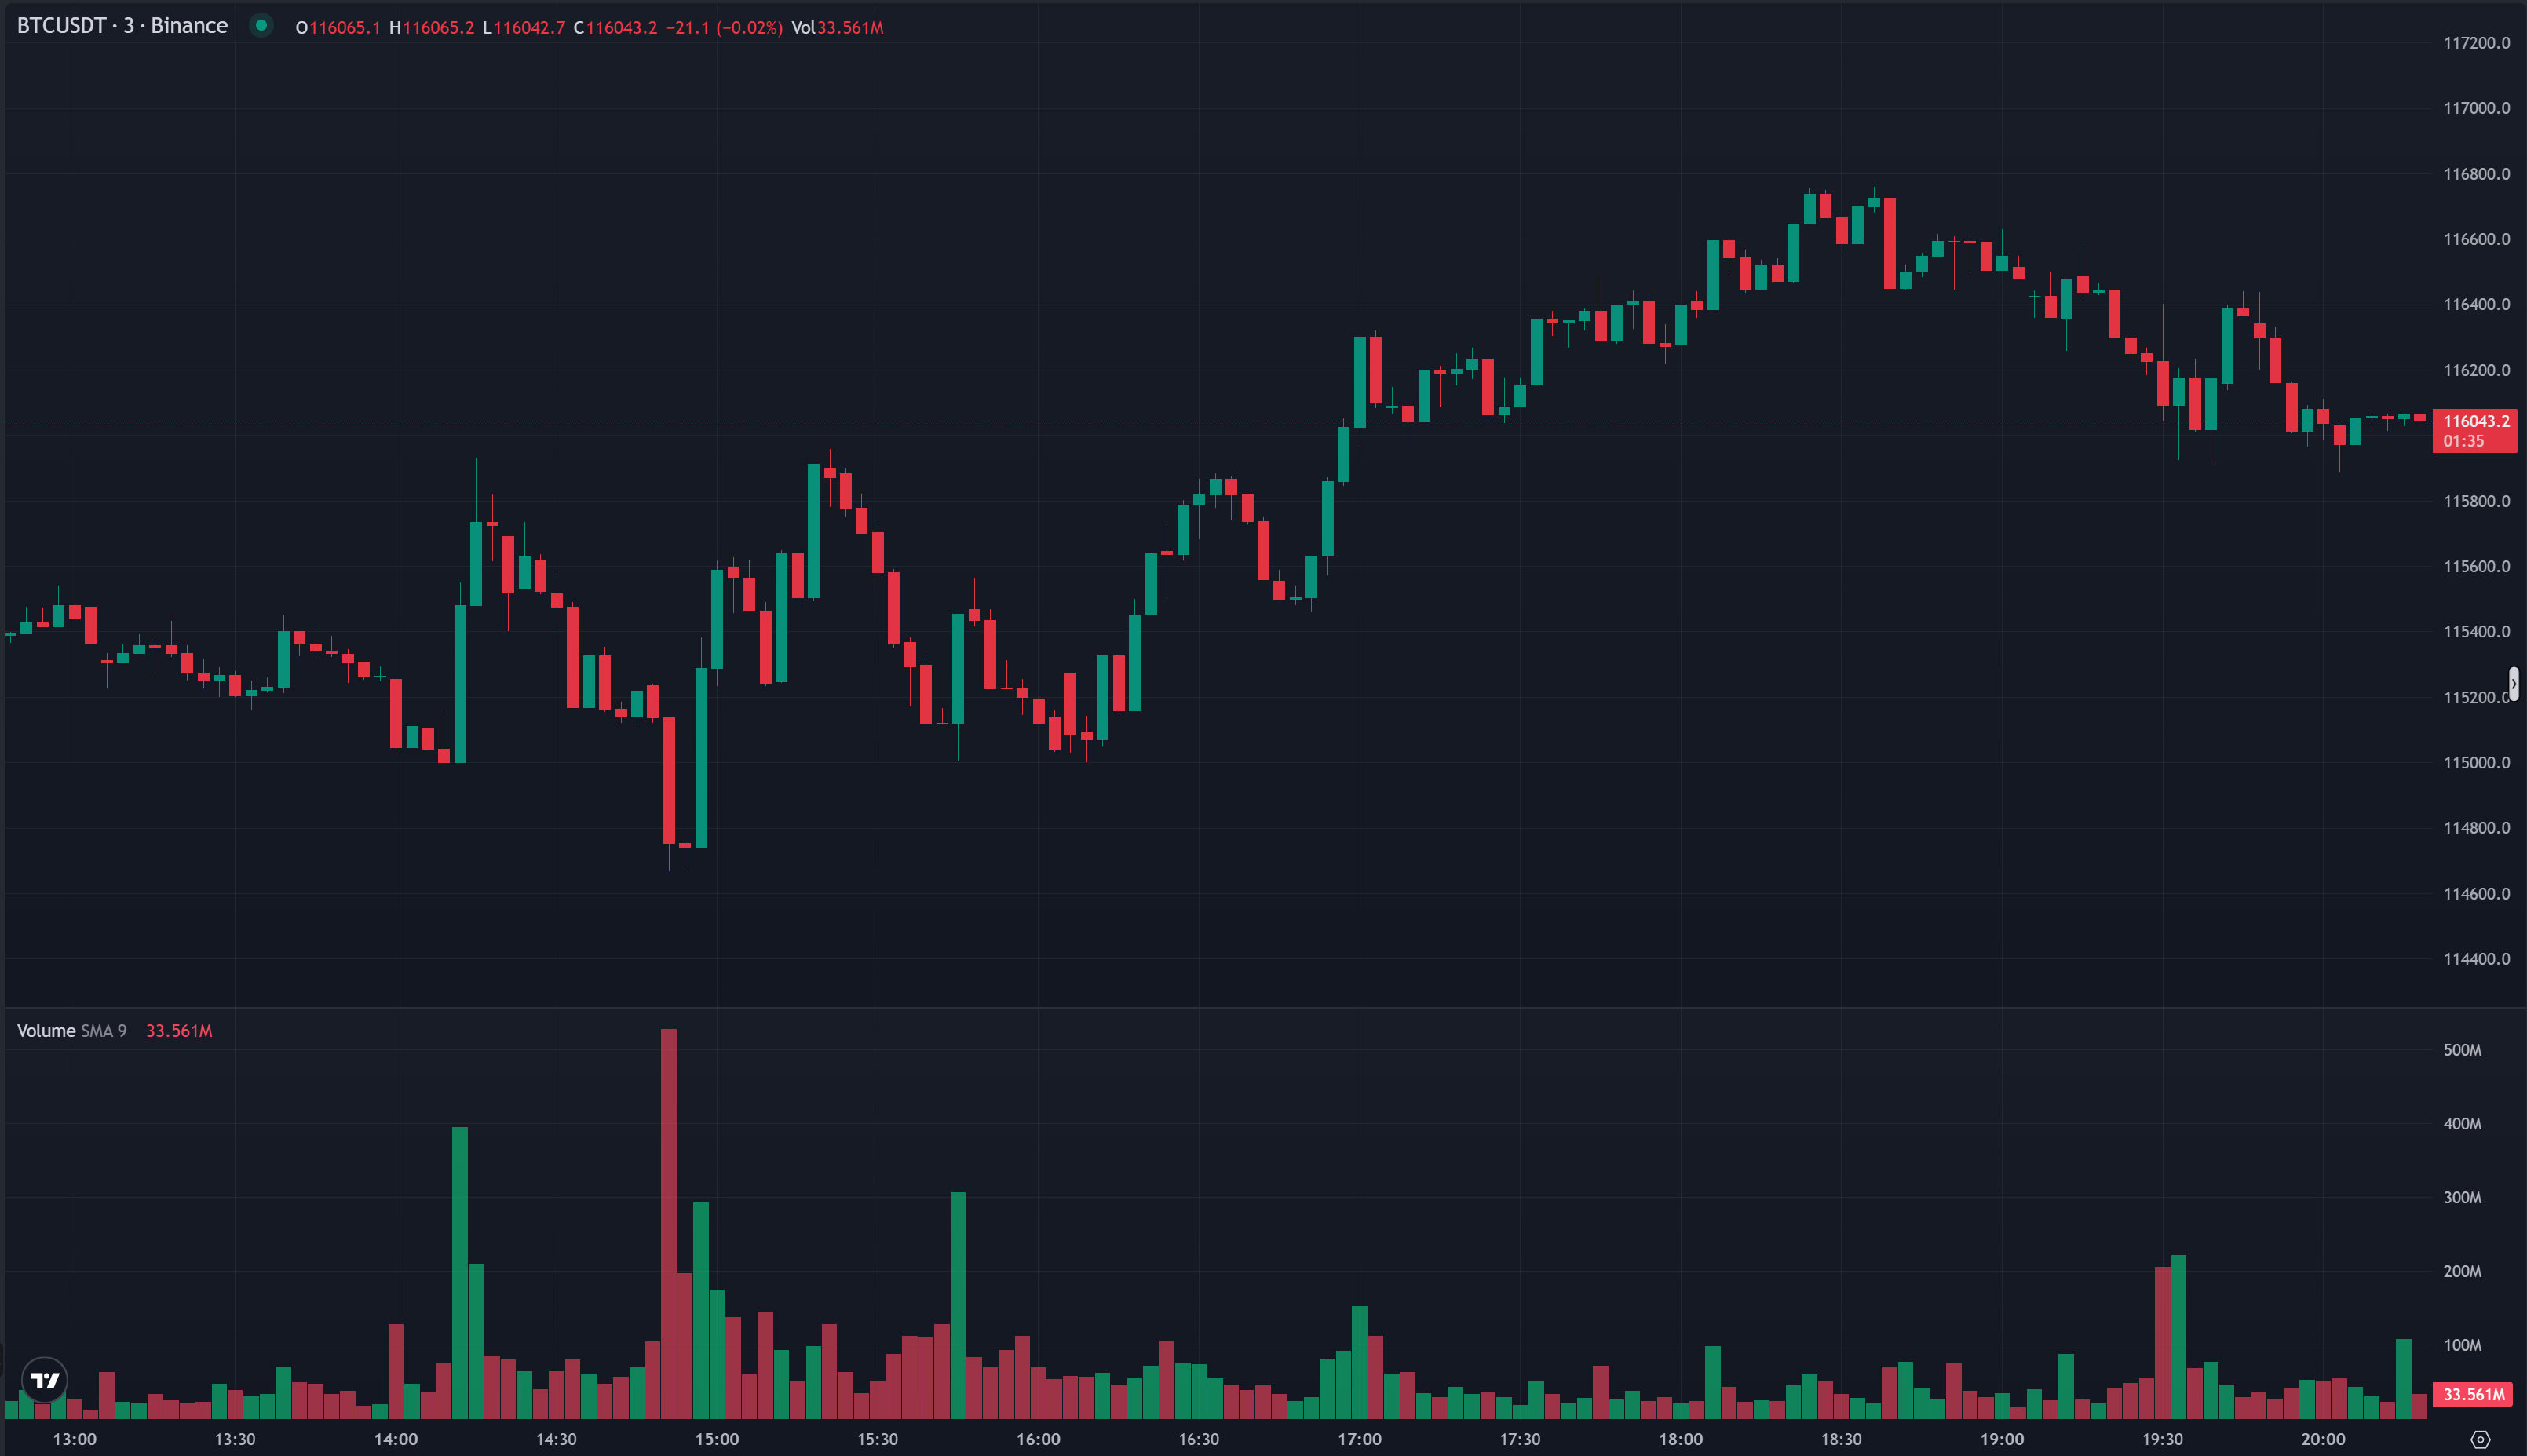 BTCUSDT · 3 · Binance O116065.1 H116065.2 L116042.7 C116043.2 −21.1 (−0.02%) Vol33.561M
117200.0
117000.0
116800.0
116600.0
116400.0
116200.0
116043.2
01:35
115800.0
115600.0
115400.0
115200.0
115000.0
114800.0
114600.0
114400.0
Volume SMA 9 33.561M
500M
400M
300M
200M
100M
33.561M
13:00 13:30 14:00 14:30 15:00 15:30 16:00 16:30 17:00 17:30 18:00 18:30 19:00 19:30 20:00